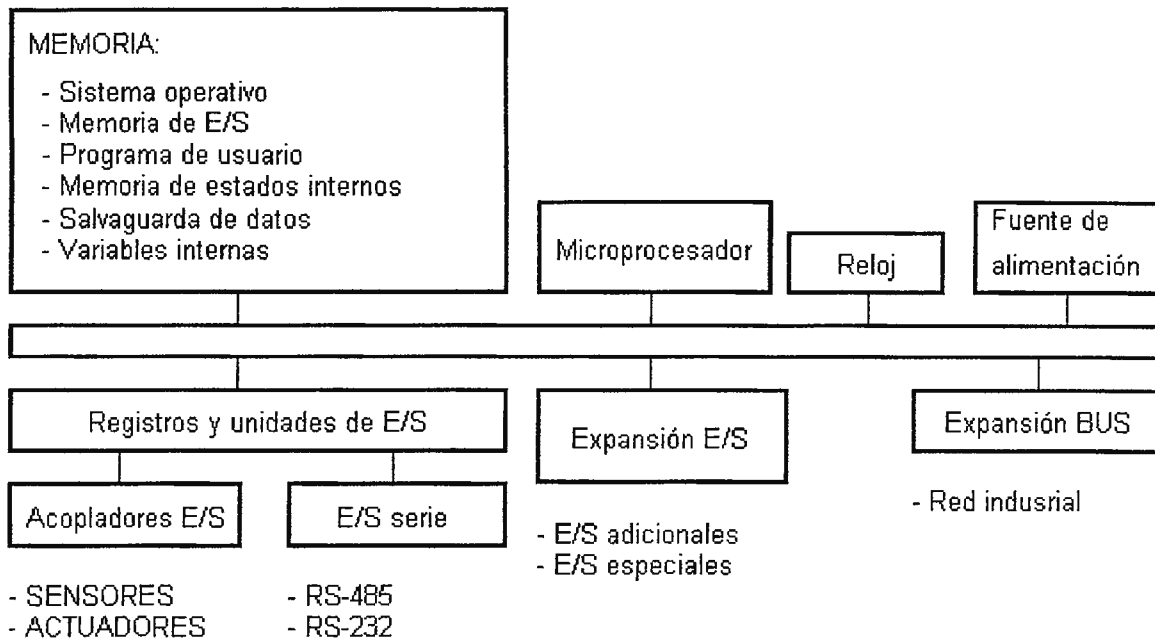 MEMORIA:
- Sistema operativo
- Memoria de E/S
- Programa de usuario
- Memoria de estados internos
- Salvaguarda de datos
- Variables internas
Microprocesador
Reloj
Fuente de
alimentación
Registros y unidades de E/S
Expansión E/S
Expansión BUS
Acopladores E/S
E/S serie
- SENSORES
- ACTUADORES
- RS-485
- RS-232
- E/S adicionales
- E/S especiales
- Red indusrial